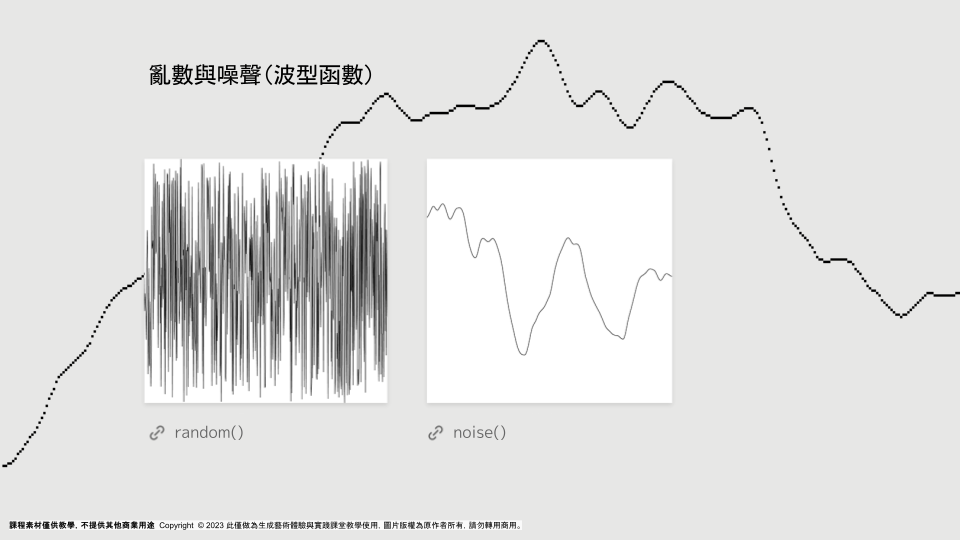 亂數與噪聲(波型函數)
random()
noise()
課程素材僅供教學, 不提供其他商業用途 Copyright © 2023 此僅做為生成藝術體驗與實踐課堂教學使用, 圖片版權為原作者所有, 請勿轉用商用。